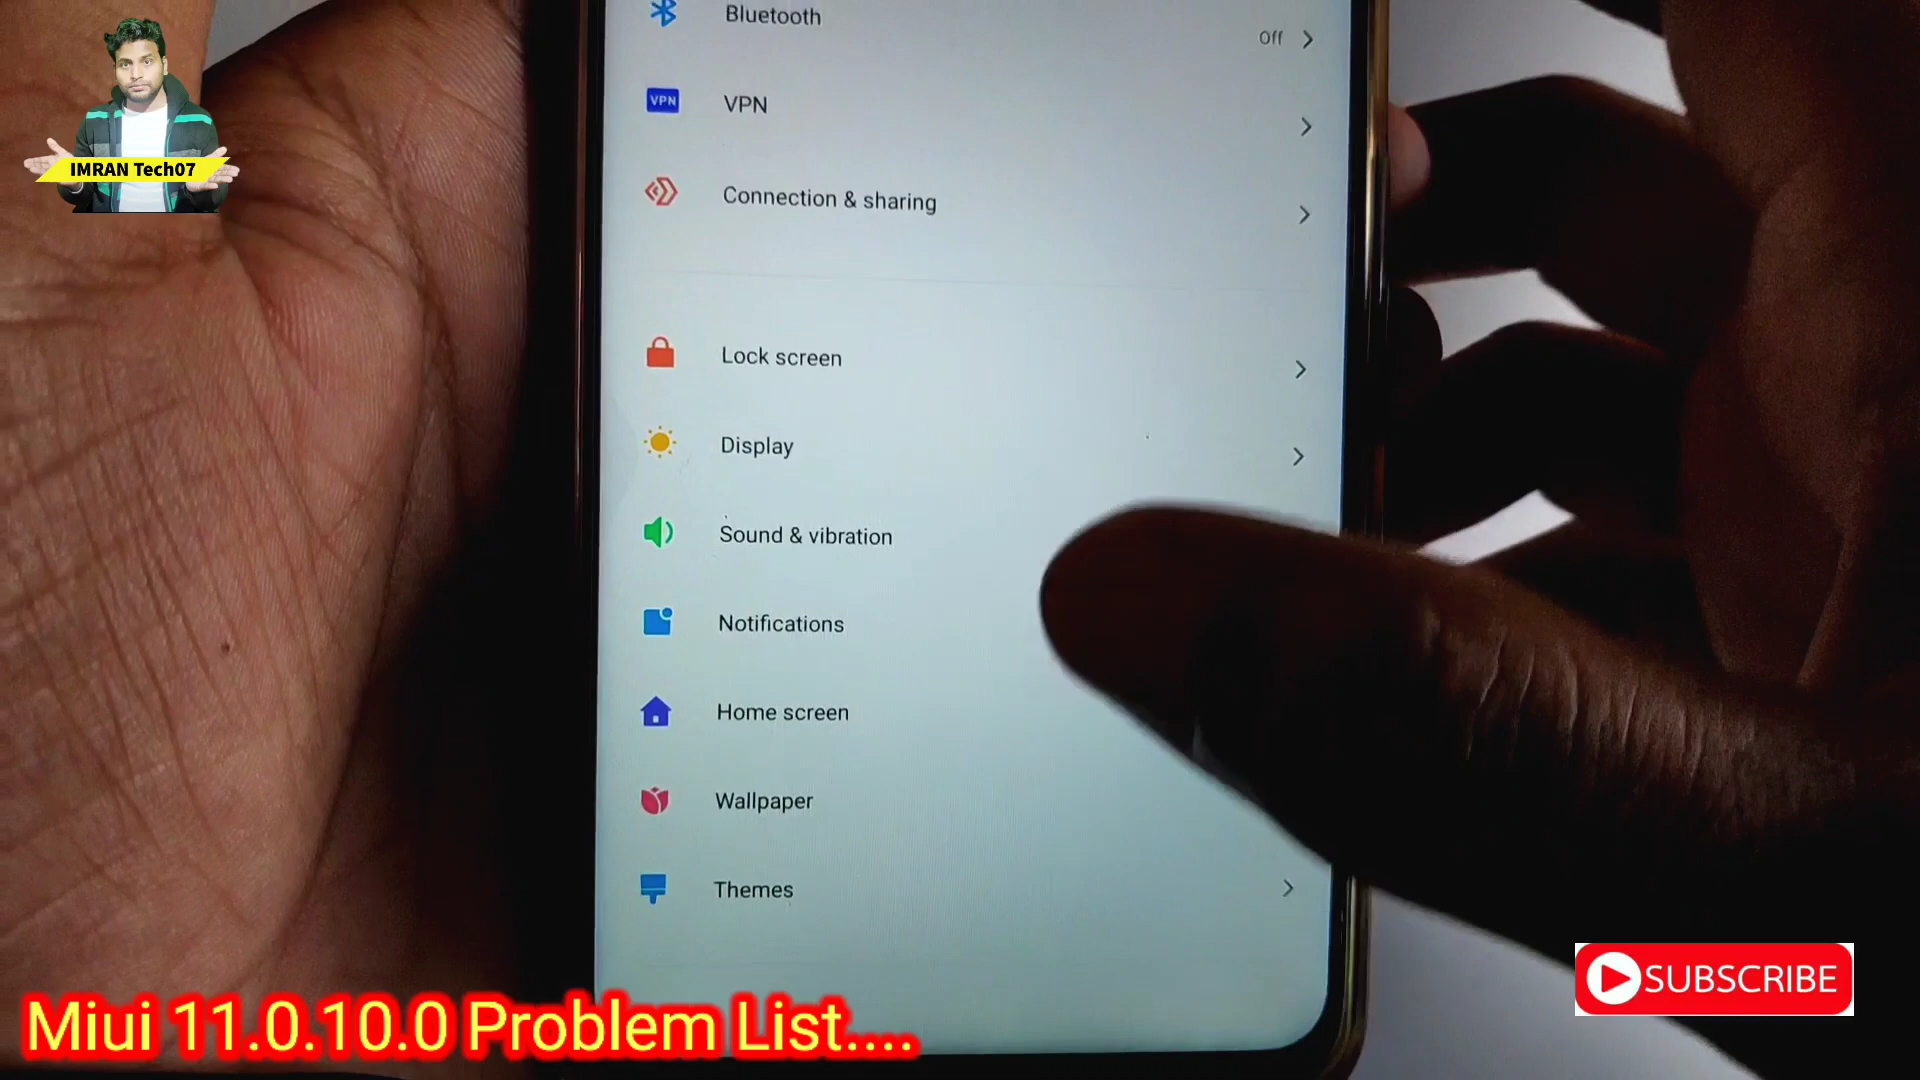 Bluetooth
Off
VPN
VPN
Connection & sharing
Lock screen
Display
Sound & vibration
Notifications
Home screen
Wallpaper
Themes
IMRAN Tech07
Miui 11.0.10.0 Problem List....
SUBSCRIBE